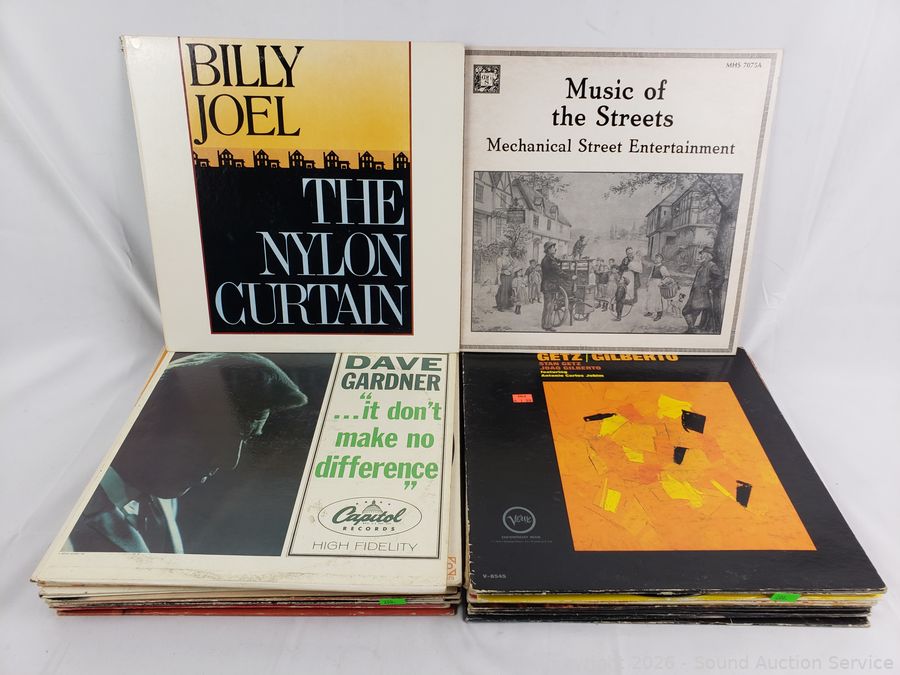 BILLY
JOEL
THE
NYLON
CURTAIN
MHS 7075A
Music of
the Streets
Mechanical Street Entertainment
DAVE
GARDNER
"...it don't
make no
difference"
Capitol
RECORDS
HIGH FIDELITY
GETZ/GILBERTO
STAN GETZ
JOAO GILBERTO
featuring
Antonio Carlos Jobim
Verve
V-8545
2026 - Sound Auction Service